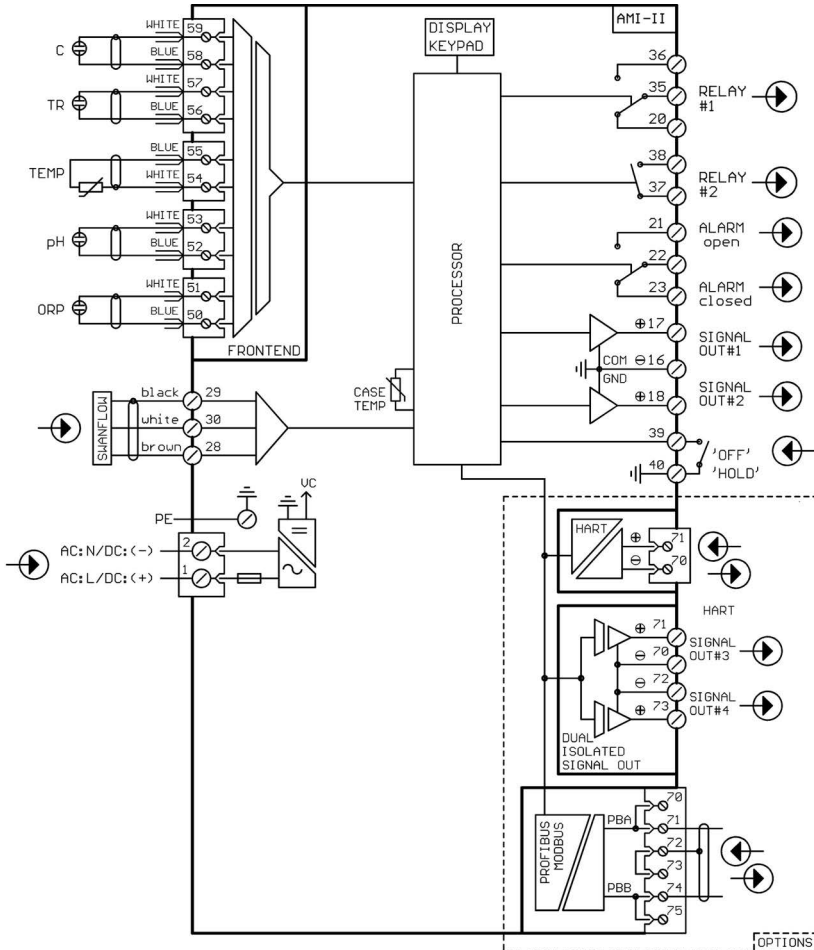 AMI-II
DISPLAY
KEYPAD
C
WHITE
59
BLUE
58
TR
WHITE
57
BLUE
56
TEMP
BLUE
55
WHITE
54
pH
WHITE
53
BLUE
52
ORP
WHITE
51
BLUE
50
FRONTEND
PROCESSOR
CASE
TEMP
36
35
20
RELAY
#1
38
37
RELAY
#2
21
ALARM
open
22
23
ALARM
closed
⊕17
SIGNAL
OUT#1
COM ⊖16
GND
⊕18
SIGNAL
OUT#2
39
40
'OFF'
'HOLD'
SWANFLOW
black
29
white
30
brown
28
VC
PE
AC:N/DC:(-)
2
AC:L/DC:(+)
1
HART
⊕
71
⊖
70
HART
⊕ 71
SIGNAL
OUT#3
⊖ 70
⊖ 72
SIGNAL
OUT#4
⊕ 73
DUAL
ISOLATED
SIGNAL OUT
PROFIBUS
MODBUS
PBA
PBB
70
71
72
73
74
75
OPTIONS